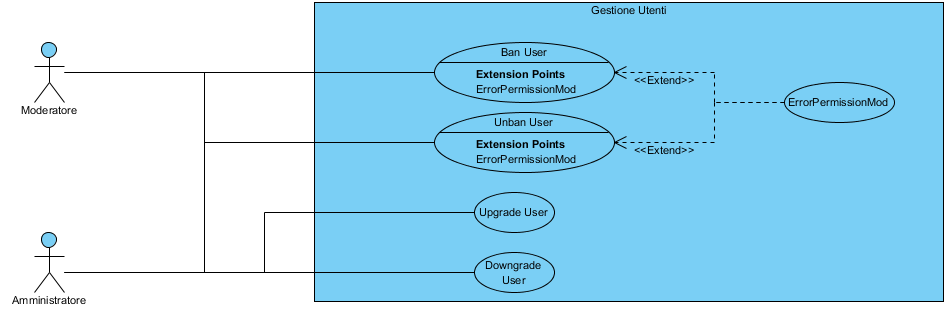 Gestione Utenti
Ban User
Extension Points
ErrorPermissionMod
<<Extend>>
ErrorPermissionMod
Moderatore
Unban User
Extension Points
ErrorPermissionMod
<<Extend>>
Upgrade User
Downgrade
User
Amministratore